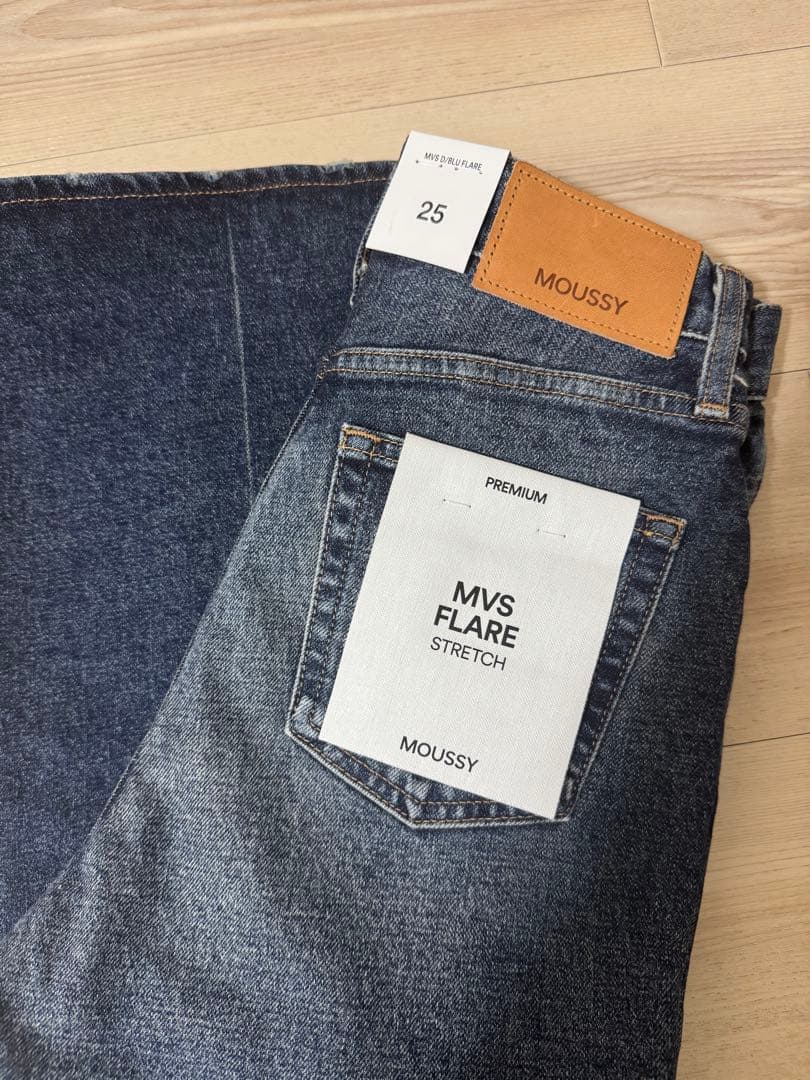 MVS D/BLU FLARE
25
MOUSSY
PREMIUM
MVS
FLARE
STRETCH
MOUSSY